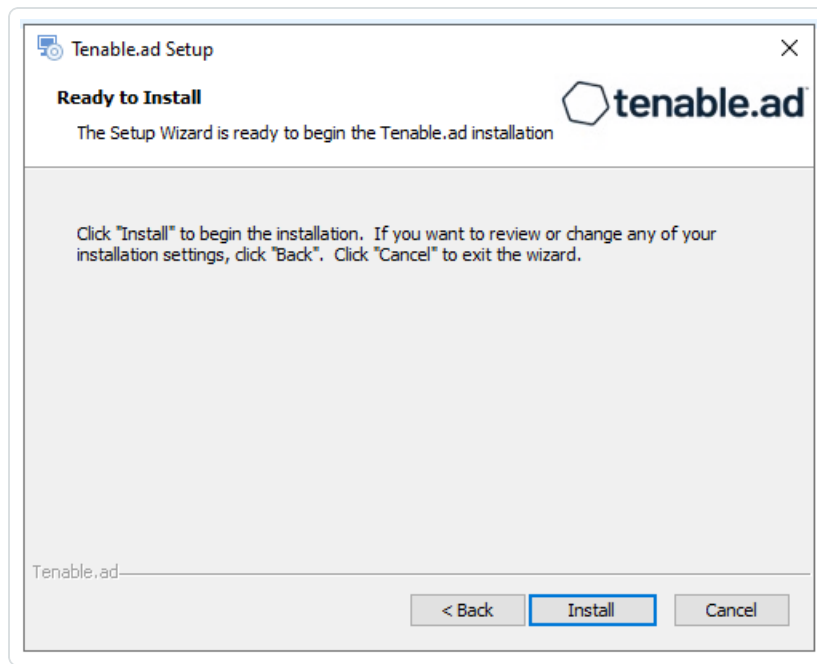 Tenable.ad Setup
Ready to Install
The Setup Wizard is ready to begin the Tenable.ad installation
tenable.ad
Click "Install" to begin the installation.  If you want to review or change any of your
installation settings, click "Back".  Click "Cancel" to exit the wizard.
Tenable.ad
< Back
Install
Cancel